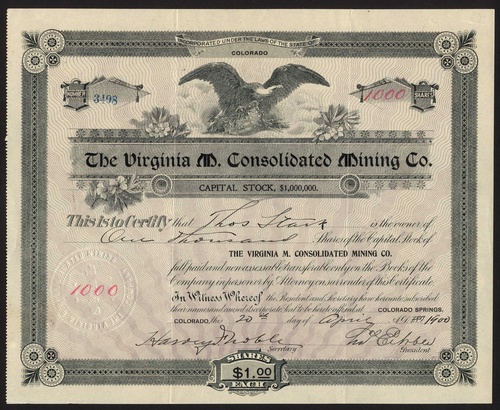 INCORPORATED UNDER THE LAWS OF THE STATE OF
COLORADO
NUMBER
3498
1000
SHARES
The Virginia M. Consolidated Mining Co.
CAPITAL STOCK, $1,000,000.
This Is to Certify that Thos Stark is the owner of
One Thousand Shares of the Capital Stock of
THE VIRGINIA M. CONSOLIDATED MINING CO.
full paid and non assessable transferable only on the Books of the
Company in person or by Attorney on surrender of this Certificate
In Witness Whereof the President and Secretary have hereunto subscribed
their names and caused the corporate Seal to be hereto affixed at COLORADO SPRINGS,
COLORADO, this 20th day of April 1900
1000
Secretary
President
SHARES
$1.00
EACH